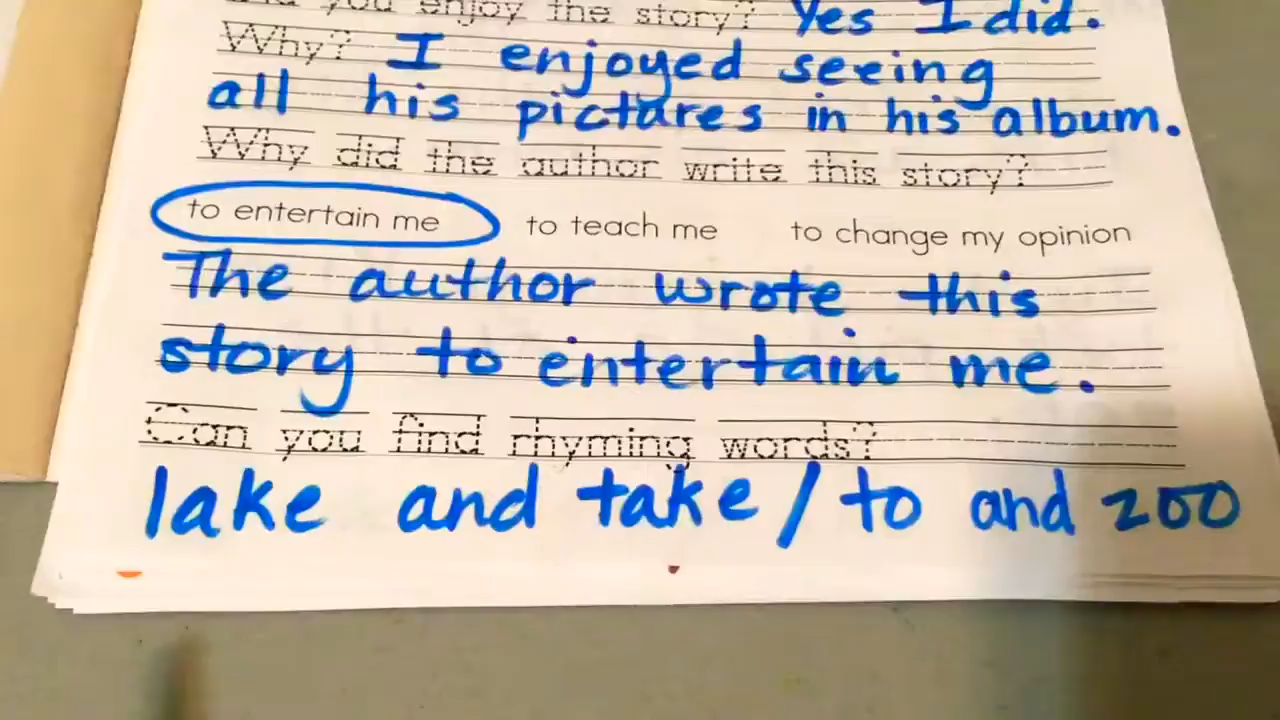 you enjoy the story? Yes I did.
Why? I enjoyed seeing
all his pictures in his album.
Why did the author write this story?
to entertain me to teach me to change my opinion
The author wrote this
story to entertain me.
Can you find rhyming words?
lake and take / to and zoo